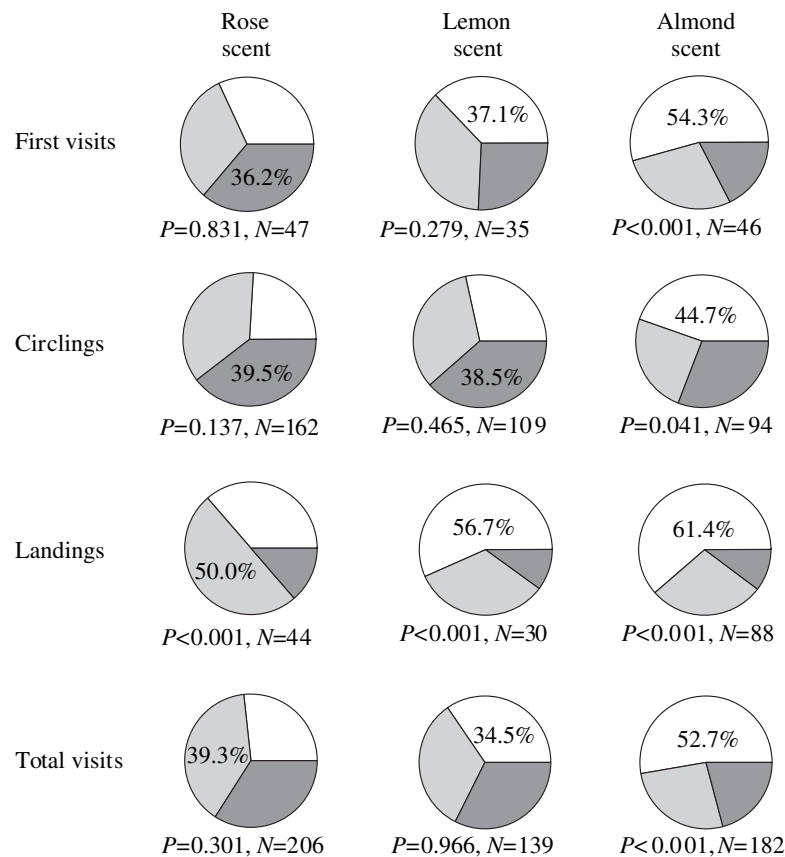 Rose scent
Lemon scent
Almond scent
First visits
36.2%
37.1%
54.3%
P=0.831, N=47
P=0.279, N=35
P<0.001, N=46
Circlings
39.5%
38.5%
44.7%
P=0.137, N=162
P=0.465, N=109
P=0.041, N=94
Landings
50.0%
56.7%
61.4%
P<0.001, N=44
P<0.001, N=30
P<0.001, N=88
Total visits
39.3%
34.5%
52.7%
P=0.301, N=206
P=0.966, N=139
P<0.001, N=182